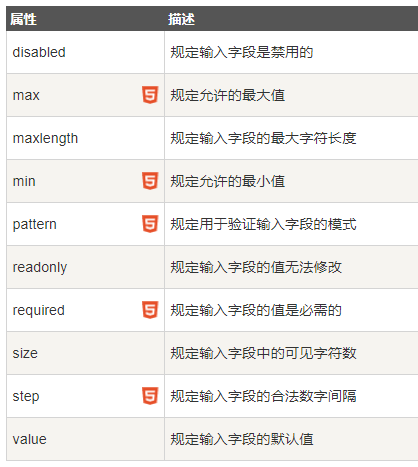 属性 描述
disabled 规定输入字段是禁用的
max 5 规定允许的最大值
maxlength 规定输入字段的最大字符长度
min 5 规定允许的最小值
pattern 5 规定用于验证输入字段的模式
readonly 规定输入字段的值无法修改
required 5 规定输入字段的值是必需的
size 规定输入字段中的可见字符数
step 5 规定输入字段的合法数字间隔
value 规定输入字段的默认值